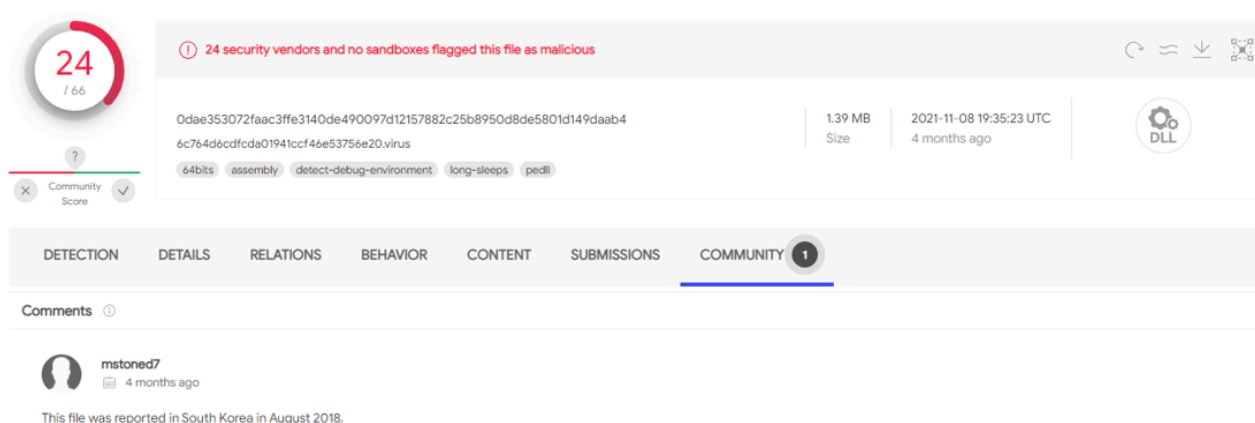 24
/ 66
?
Community
Score
24 security vendors and no sandboxes flagged this file as malicious
0dae353072faac3ffe3140de490097d12157882c25b8950d8de5801d149daab4
6c764d6cdfcda01941ccf46e53756e20.virus
64bits assembly detect-debug-environment long-sleeps pedll
1.39 MB
Size
2021-11-08 19:35:23 UTC
4 months ago
DLL
DETECTION DETAILS RELATIONS BEHAVIOR CONTENT SUBMISSIONS COMMUNITY 1
Comments
mstoned7
4 months ago
This file was reported in South Korea in August 2018.